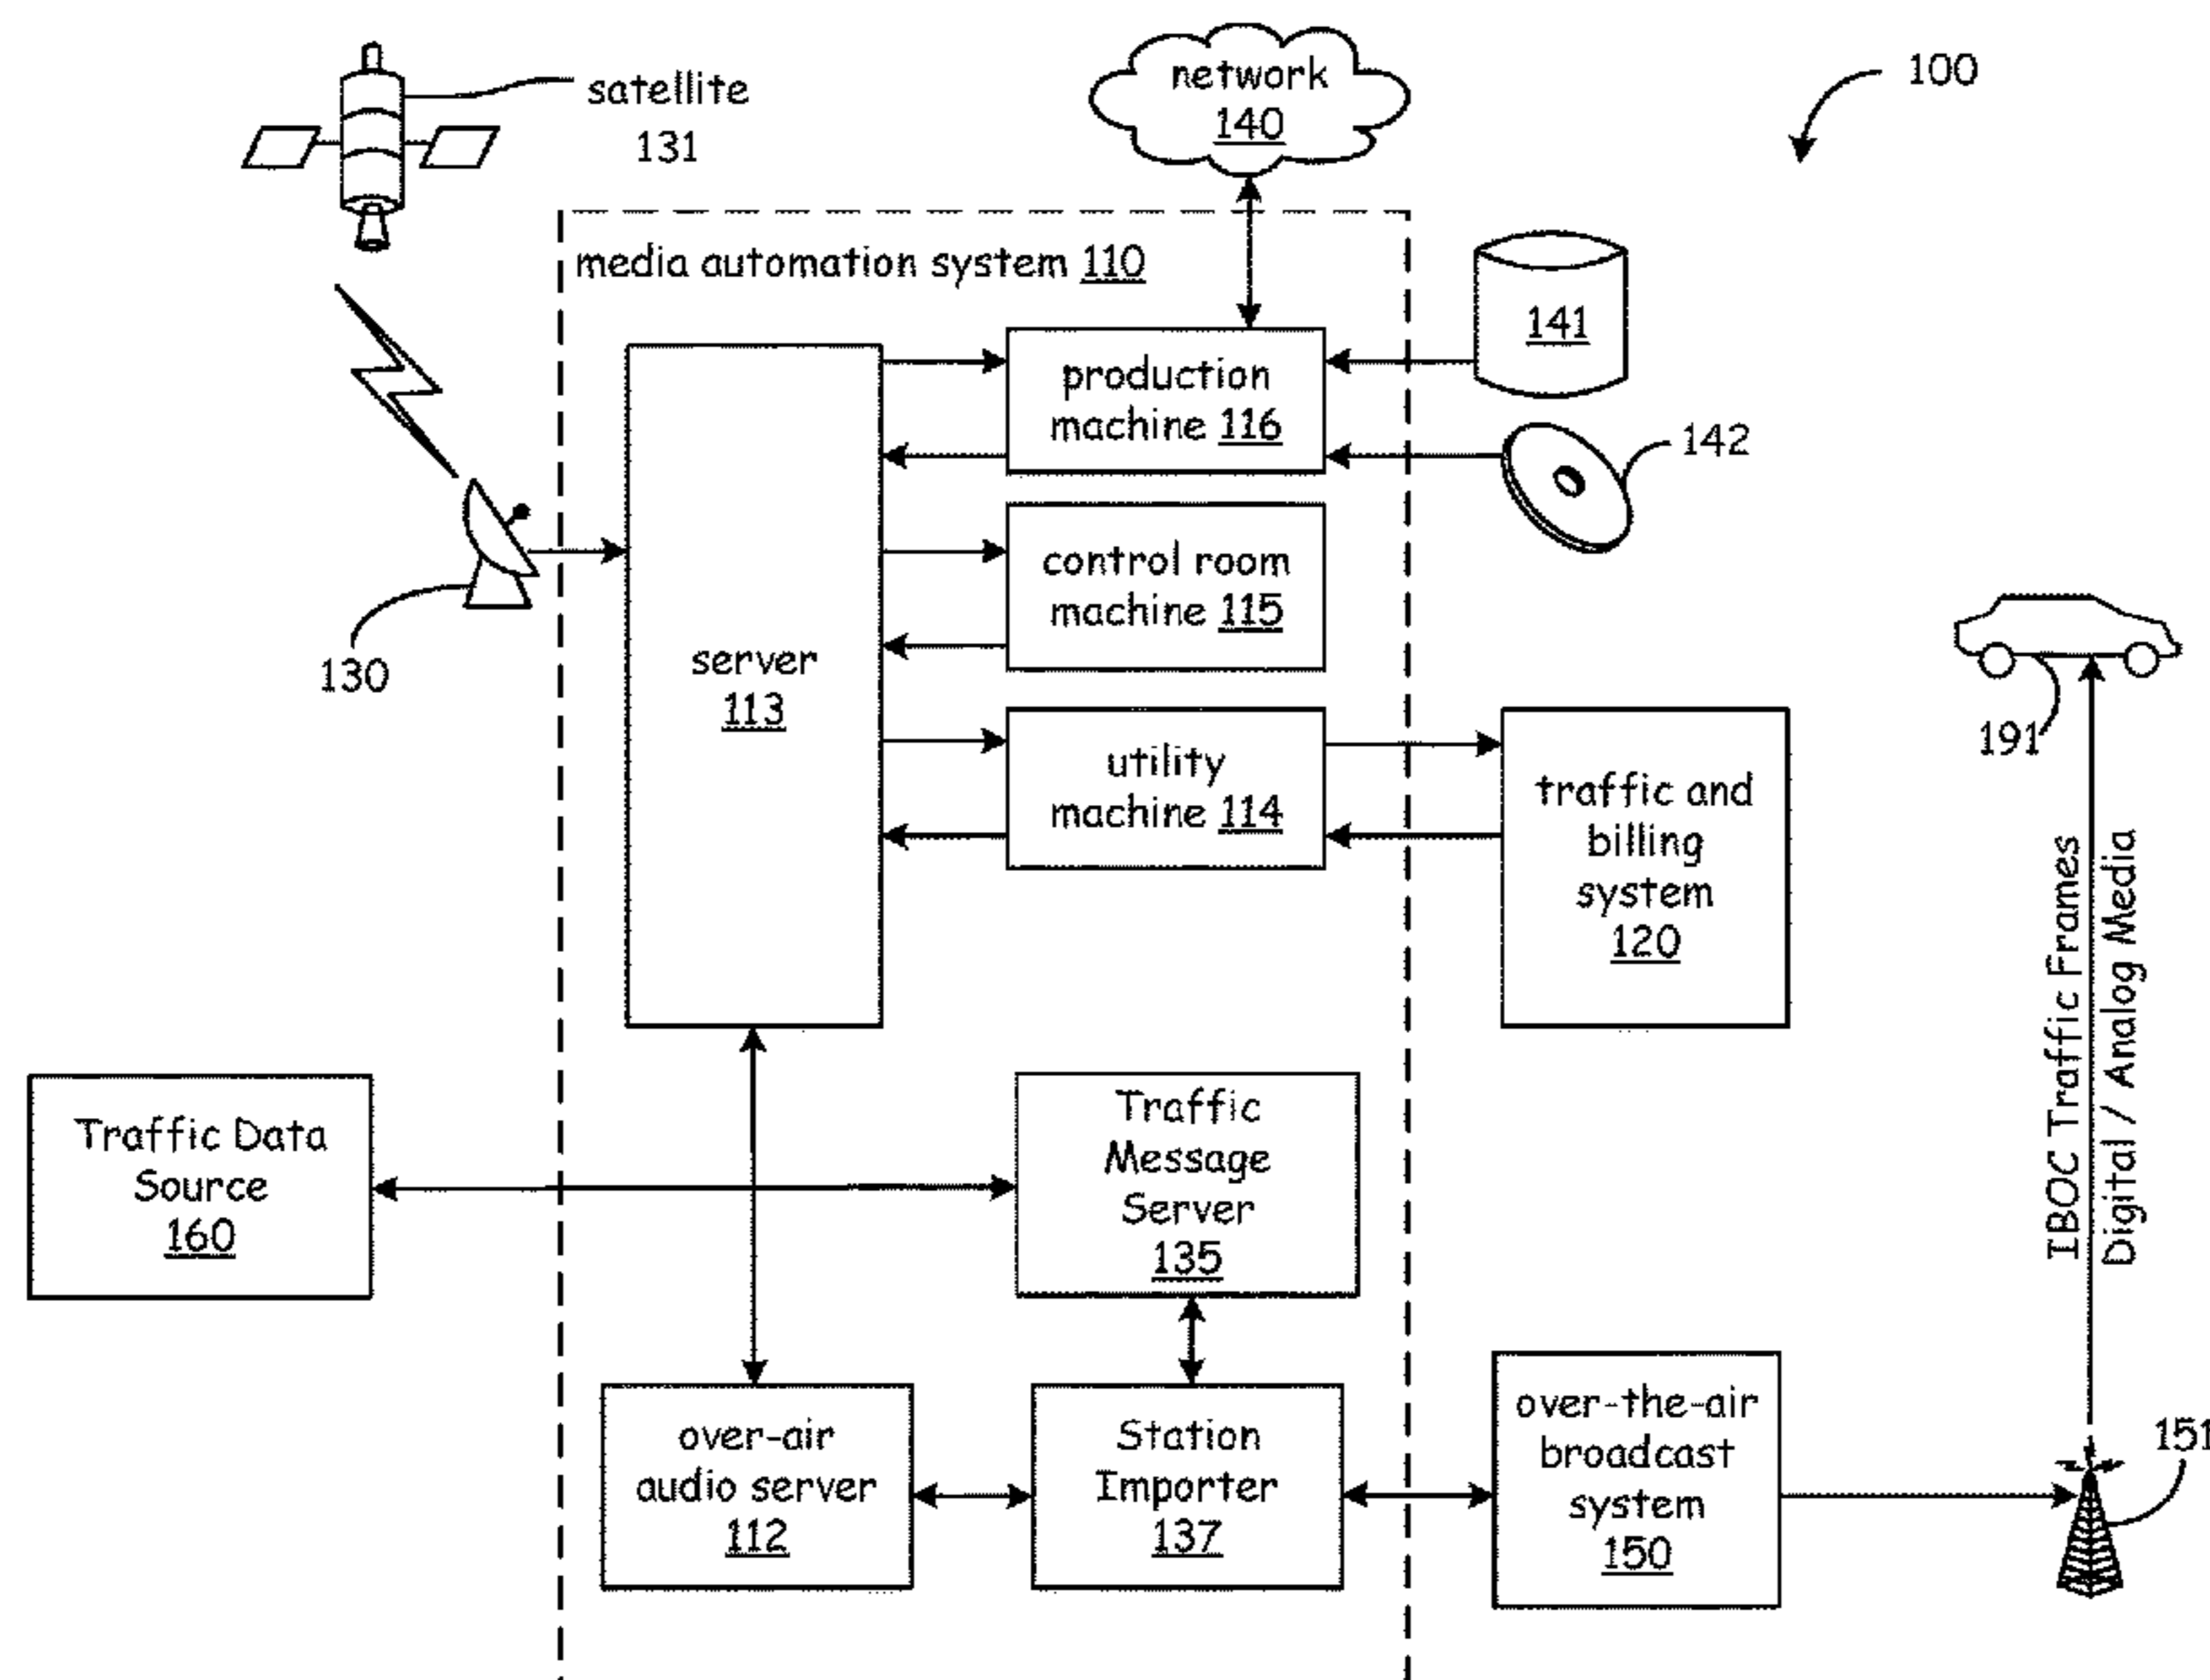 satellite
131
network
140
100
media automation system 110
141
production
machine 116
142
control room
machine 115
130
server
113
191
utility
machine 114
traffic and
billing
system
120
IBOC Traffic Frames
Digital / Analog Media
Traffic Data
Source
160
Traffic
Message
Server
135
over-air
audio server
112
Station
Importer
137
over-the-air
broadcast
system
150
151